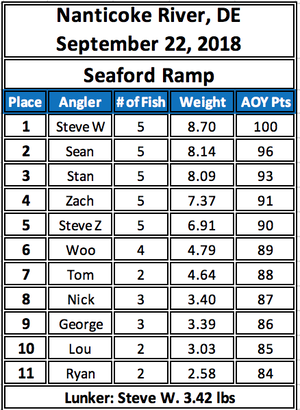 Nanticoke River, DE
September 22, 2018
Seaford Ramp
Place Angler # of Fish Weight AOY Pts
1 Steve W 5 8.70 100
2 Sean 5 8.14 96
3 Stan 5 8.09 93
4 Zach 5 7.37 91
5 Steve Z 5 6.91 90
6 Woo 4 4.79 89
7 Tom 2 4.64 88
8 Nick 3 3.40 87
9 George 3 3.39 86
10 Lou 2 3.03 85
11 Ryan 2 2.58 84
Lunker: Steve W. 3.42 lbs